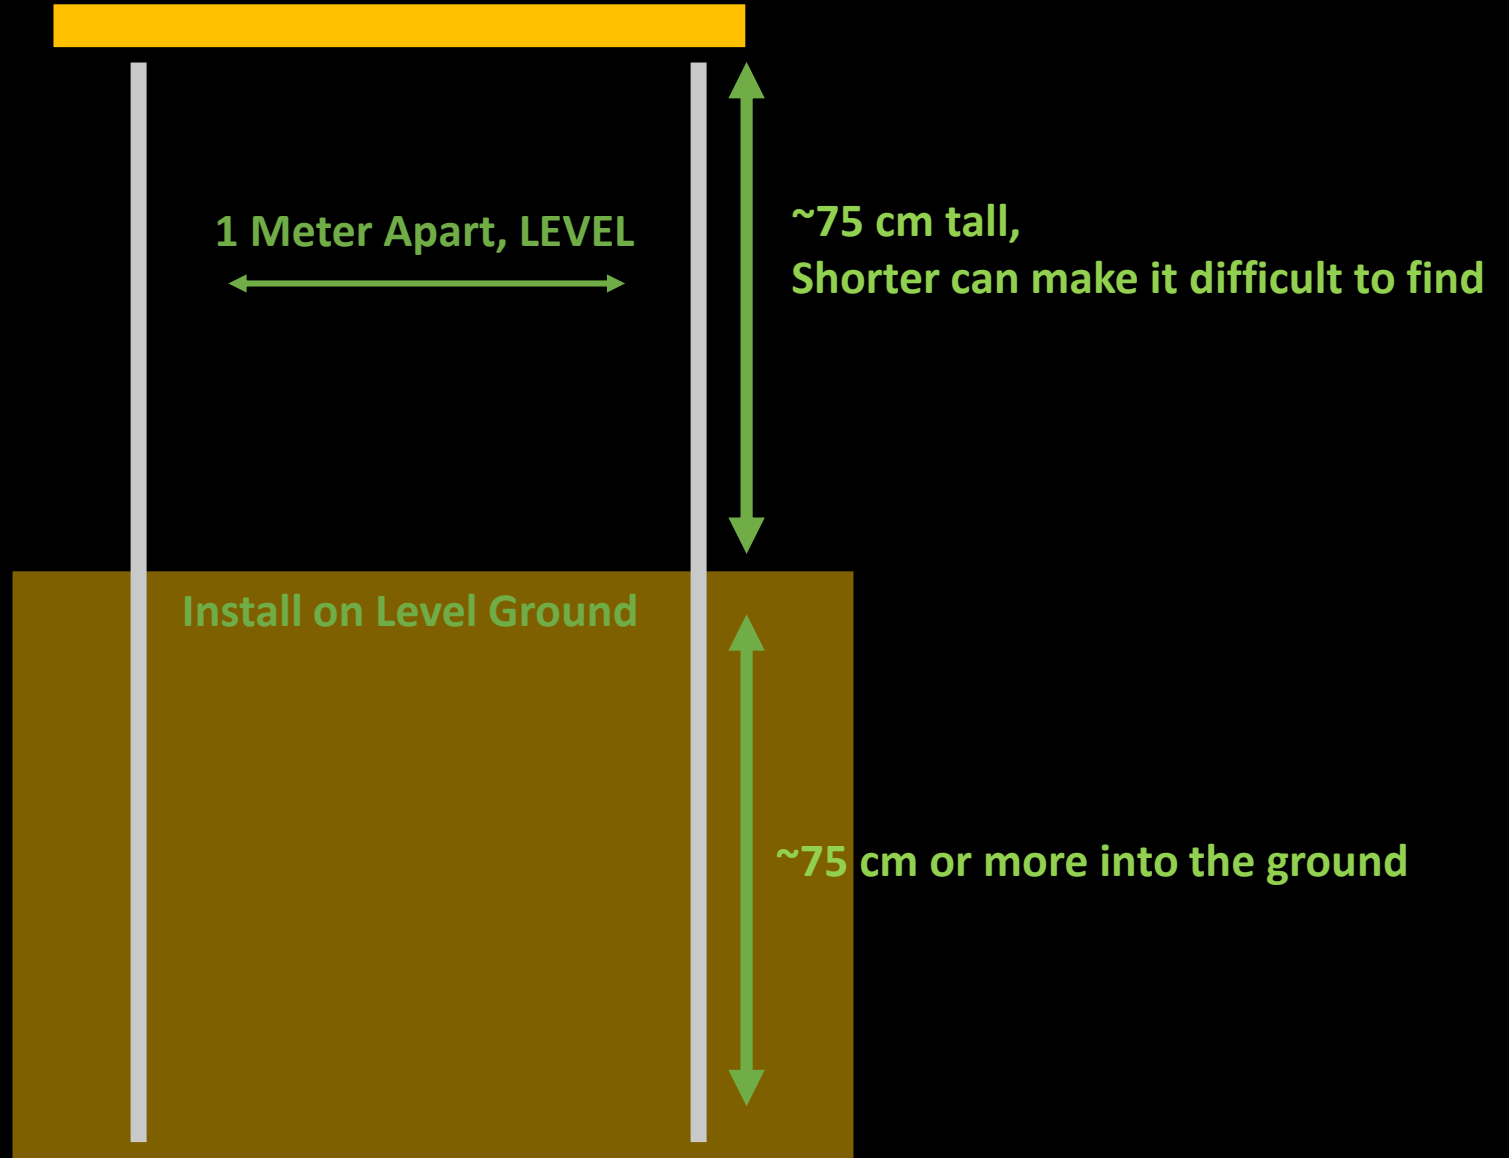 1 Meter Apart, LEVEL
~75 cm tall,
Shorter can make it difficult to find
Install on Level Ground
~75 cm or more into the ground